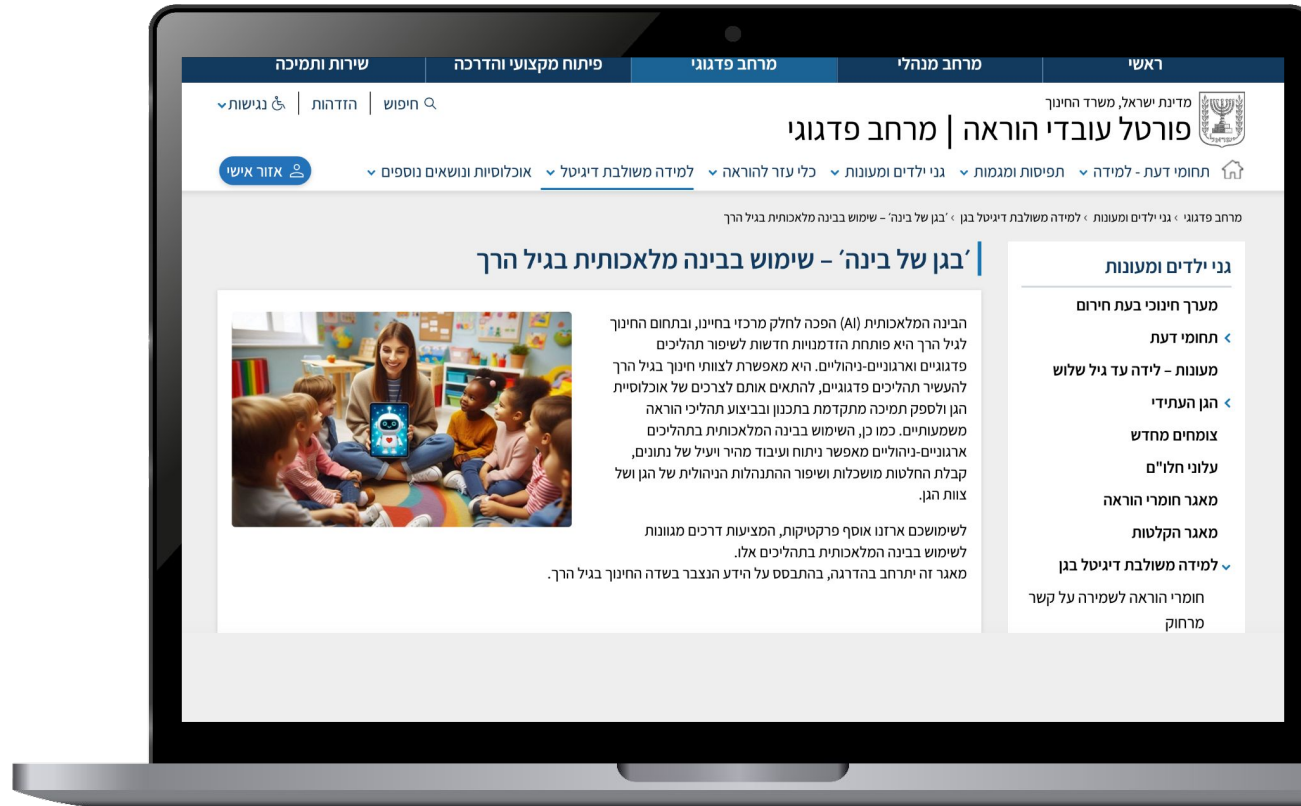 ראשי
מרחב מנהלי
מרחב פדגוגי
פיתוח מקצועי והדרכה
שירות ותמיכה
מדינת ישראל, משרד החינוך
פורטל עובדי הוראה | מרחב פדגוגי
חיפוש | הזדהות | נגישות
תחומי דעת - למידה
תפיסות ומגמות
גני ילדים ומעונות
כלי עזר להוראה
למידה משולבת דיגיטל
אוכלוסיות ונושאים נוספים
אזור אישי
מרחב פדגוגי › גני ילדים ומעונות › למידה משולבת דיגיטל בגן › ׳בגן של בינה׳ – שימוש בבינה מלאכותית בגיל הרך
גני ילדים ומעונות
מערך חינוכי בעת חירום
תחומי דעת
מעונות – לידה עד גיל שלוש
הגן העתידי
צומחים מחדש
עלוני חלו"ם
מאגר חומרי הוראה
מאגר הקלטות
למידה משולבת דיגיטל בגן
חומרי הוראה לשמירה על קשר
מרחוק
׳בגן של בינה׳ – שימוש בבינה מלאכותית בגיל הרך
הבינה המלאכותית (AI) הפכה לחלק מרכזי בחיינו, ובתחום החינוך
לגיל הרך היא פותחת הזדמנויות חדשות לשיפור תהליכים
פדגוגיים וארגוניים-ניהוליים. היא מאפשרת לצוותי חינוך בגיל הרך
להעשיר תהליכים פדגוגיים, להתאים אותם לצרכים של אוכלוסיית
הגן ולספק תמיכה מתקדמת בתכנון ובביצוע תהליכי הוראה
משמעותיים. כמו כן, השימוש בבינה המלאכותית בתהליכים
ארגוניים-ניהוליים מאפשר ניתוח ועיבוד מהיר ויעיל של נתונים,
קבלת החלטות מושכלות ושיפור ההתנהלות הניהולית של הגן ושל
צוות הגן.
לשימושכם ארזנו אוסף פרקטיקות, המציעות דרכים מגוונות
לשימוש בבינה המלאכותית בתהליכים אלו.
מאגר זה יתרחב בהדרגה, בהתבסס על הידע הנצבר בשדה החינוך בגיל הרך.